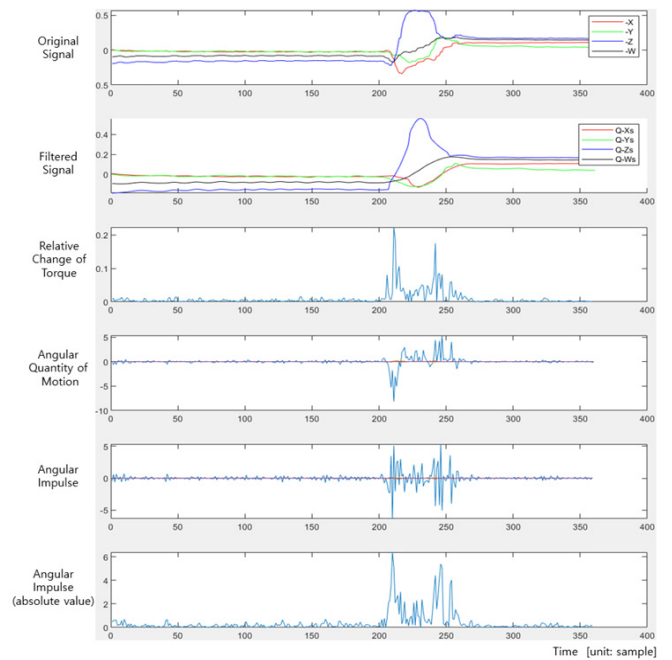 Original
Signal
0.5
0
0.5
0 50 100 150 200 250 300 350 400
-X
-Y
-Z
-W
Filtered
Signal
0.4
0.2
0
0 50 100 150 200 250 300 350 400
Q-Xs
Q-Ys
Q-Zs
Q-Ws
Relative
Change of
Torque
0.2
0.1
0
0 50 100 150 200 250 300 350 400
Angular
Quantity of
Motion
5
0
-5
-10
0 50 100 150 200 250 300 350 400
Angular
Impulse
5
0
-5
0 50 100 150 200 250 300 350 400
Angular
Impulse
(absolute value)
6
4
2
0
0 50 100 150 200 250 300 350 400
Time [unit: sample]